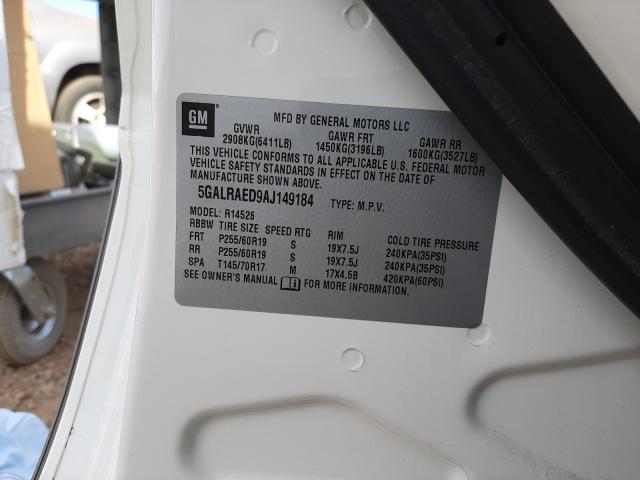 GM
MFD BY GENERAL MOTORS LLC
GVWR GAWR FRT GAWR RR
2908KG(6411LB) 1450KG(3196LB) 1600KG(3527LB)
THIS VEHICLE CONFORMS TO ALL APPLICABLE U.S. FEDERAL MOTOR
VEHICLE SAFETY STANDARDS IN EFFECT ON THE DATE OF
MANUFACTURE SHOWN ABOVE.
5GALRAED9AJ149184 TYPE: M.P.V.
MODEL: R14526
RBBW TIRE SIZE SPEED RTG RIM COLD TIRE PRESSURE
FRT P255/60R19 S 19X7.5J 240KPA(35PSI)
RR P255/60R19 S 19X7.5J 240KPA(35PSI)
SPA T145/70R17 M 17X4.5B 420KPA(60PSI)
SEE OWNER'S MANUAL FOR MORE INFORMATION.